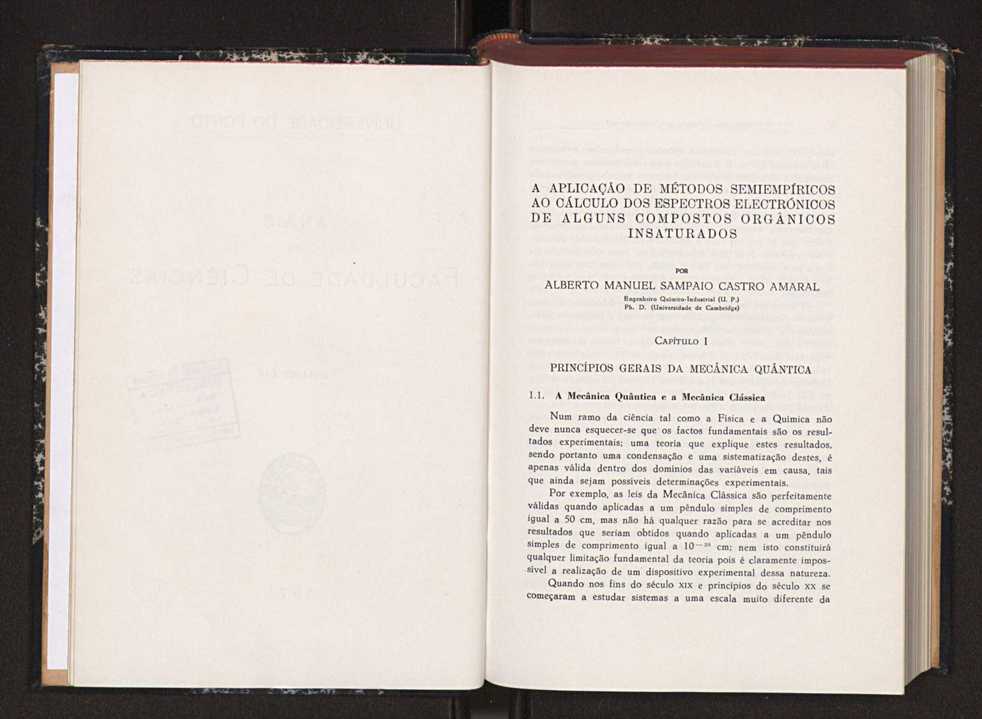 A APLICAÇÃO DE MÉTODOS SEMIEMPÍRICOS
AO CÁLCULO DOS ESPECTROS ELECTRÓNICOS
DE ALGUNS COMPOSTOS ORGÂNICOS
INSATURADOS
POR
ALBERTO MANUEL SAMPAIO CASTRO AMARAL
Engenheiro Químico-Industrial (U. P.)
Ph. D. (Universidade de Cambridge)
CAPÍTULO I
PRINCÍPIOS GERAIS DA MECÂNICA QUÂNTICA
1.1. A Mecânica Quântica e a Mecânica Clássica
Num ramo da ciência tal como a Física e a Química não
deve nunca esquecer-se que os factos fundamentais são os resul-
tados experimentais; uma teoria que explique estes resultados,
sendo portanto uma condensação e uma sistematização destes, é
apenas válida dentro dos domínios das variáveis em causa, tais
que ainda sejam possíveis determinações experimentais.
Por exemplo, as leis da Mecânica Clássica são perfeitamente
válidas quando aplicadas a um pêndulo simples de comprimento
igual a 50 cm, mas não há qualquer razão para se acreditar nos
resultados que seriam obtidos quando aplicadas a um pêndulo
simples de comprimento igual a 10 cm; nem isto constituirá
qualquer limitação fundamental da teoria pois é claramente impos-
sível a realização de um dispositivo experimental dessa natureza.
Quando nos fins do século XIX e princípios do século XX se
começaram a estudar sistemas a uma escala muito diferente da